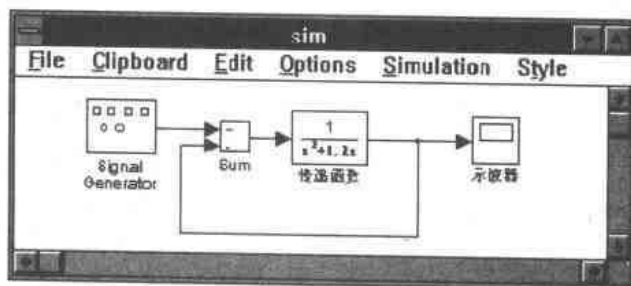 sim
File Clipboard Edit Options Simulation Style
1
s²+1.2s
Signal
Generator
Sum
传递函数
示波器